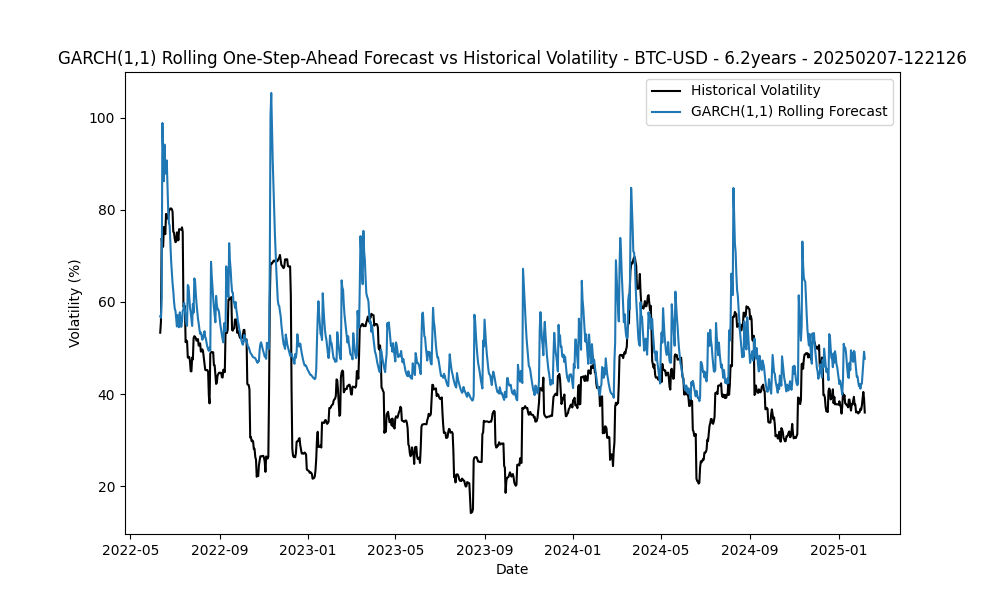 GARCH(1,1) Rolling One-Step-Ahead Forecast vs Historical Volatility - BTC-USD - 6.2years - 20250207-122126
Historical Volatility
GARCH(1,1) Rolling Forecast
100
80
60
40
20
Volatility (%)
2022-05 2022-09 2023-01 2023-05 2023-09 2024-01 2024-05 2024-09 2025-01
Date